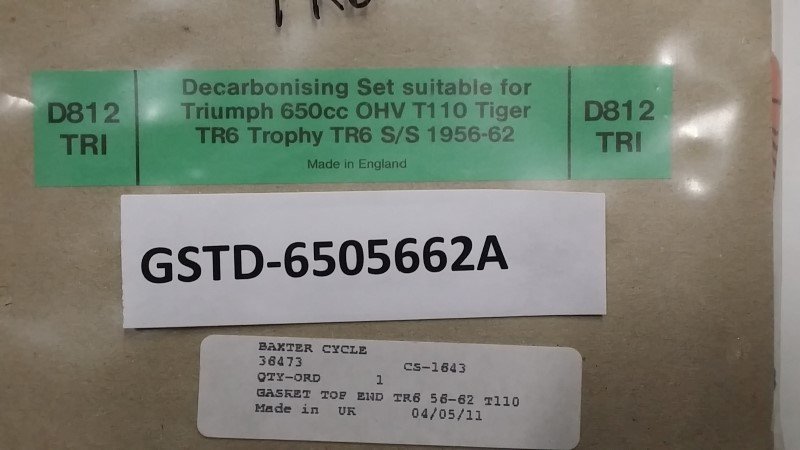 D812
TRI
Decarbonising Set suitable for
Triumph 650cc OHV T110 Tiger
TR6 Trophy TR6 S/S 1956-62
Made in England
D812
TRI
GSTD-6505662A
BAXTER CYCLE
36473 CS-1643
QTY-ORD 1
GASKET TOP END TR6 56-62 T110
Made in UK 04/05/11